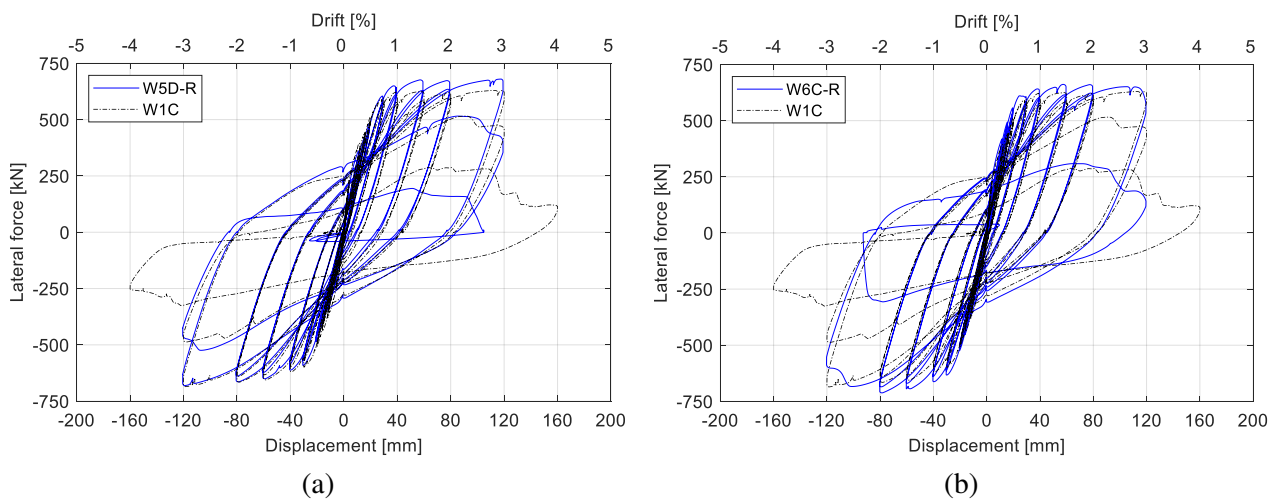 Drift [%]
-5 -4 -3 -2 -1 0 1 2 3 4 5
750
500
250
0
-250
-500
-750
Lateral force [kN]
W5D-R
W1C
-200 -160 -120 -80 -40 0 40 80 120 160 200
Displacement [mm]
(a)
Drift [%]
-5 -4 -3 -2 -1 0 1 2 3 4 5
750
500
250
0
-250
-500
-750
Lateral force [kN]
W6C-R
W1C
-200 -160 -120 -80 -40 0 40 80 120 160 200
Displacement [mm]
(b)